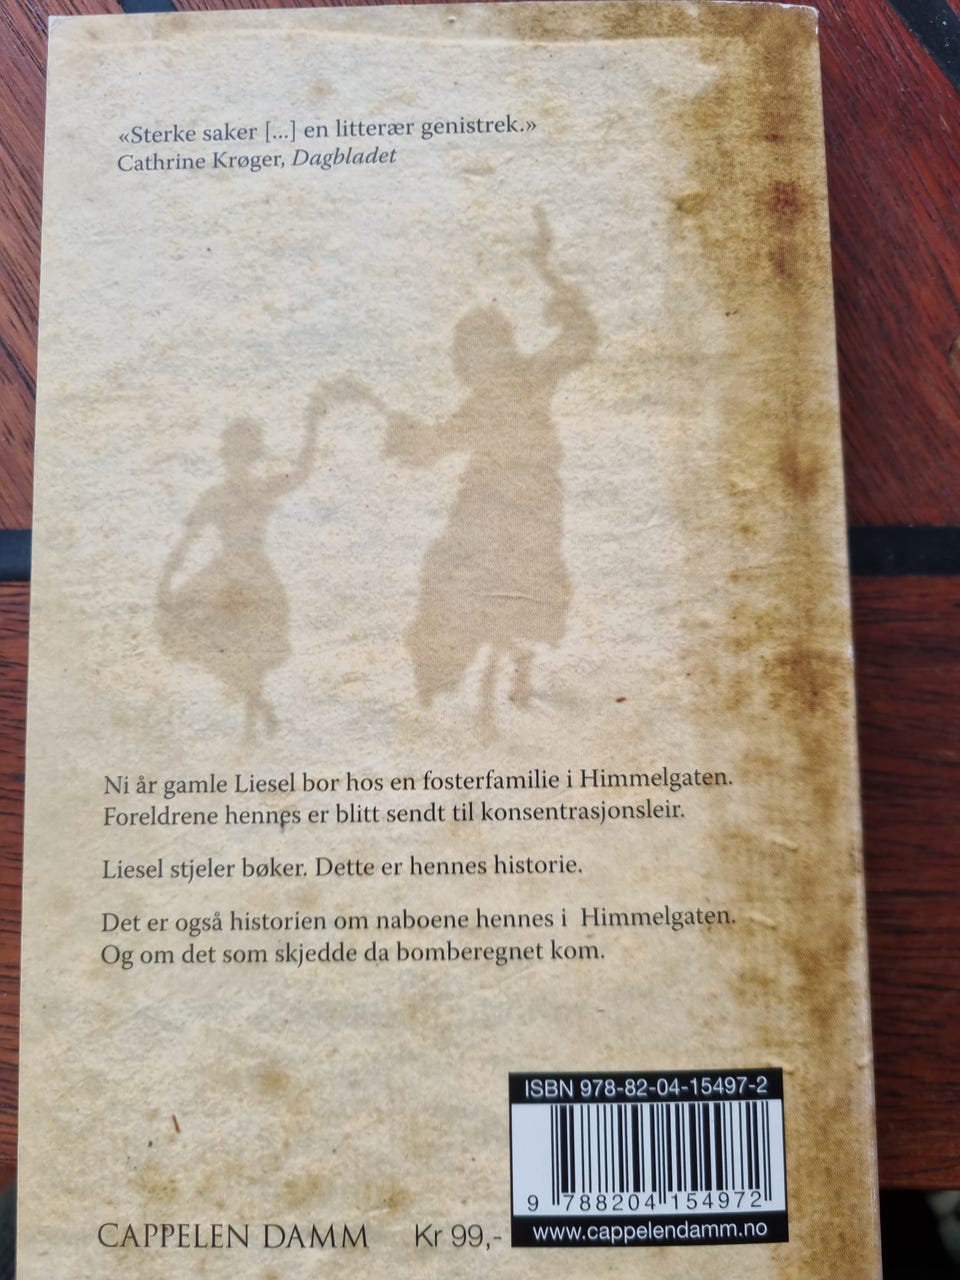 «Sterke saker [...] en litterær genistrek.»
Cathrine Krøger, Dagbladet
Ni år gamle Liesel bor hos en fosterfamilie i Himmelgaten.
Foreldrene hennes er blitt sendt til konsentrasjonsleir.
Liesel stjeler bøker. Dette er hennes historie.
Det er også historien om naboene hennes i Himmelgaten.
Og om det som skjedde da bomberegnet kom.
ISBN 978-82-04-15497-2
9 788204 154972
www.cappelendamm.no
CAPPELEN DAMM Kr 99,-